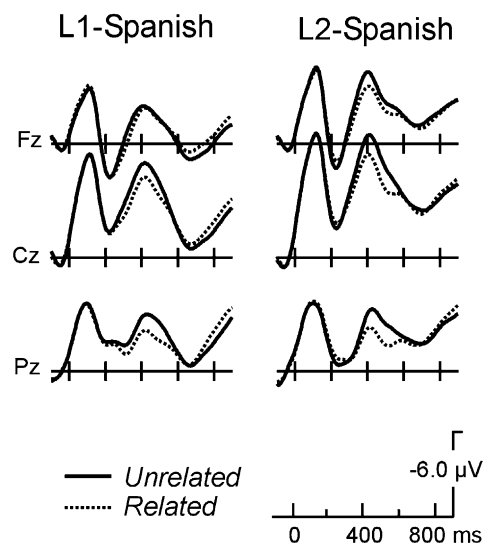 L1-Spanish L2-Spanish
Fz
Cz
Pz
-6.0 µV
Unrelated
Related
0 400 800 ms